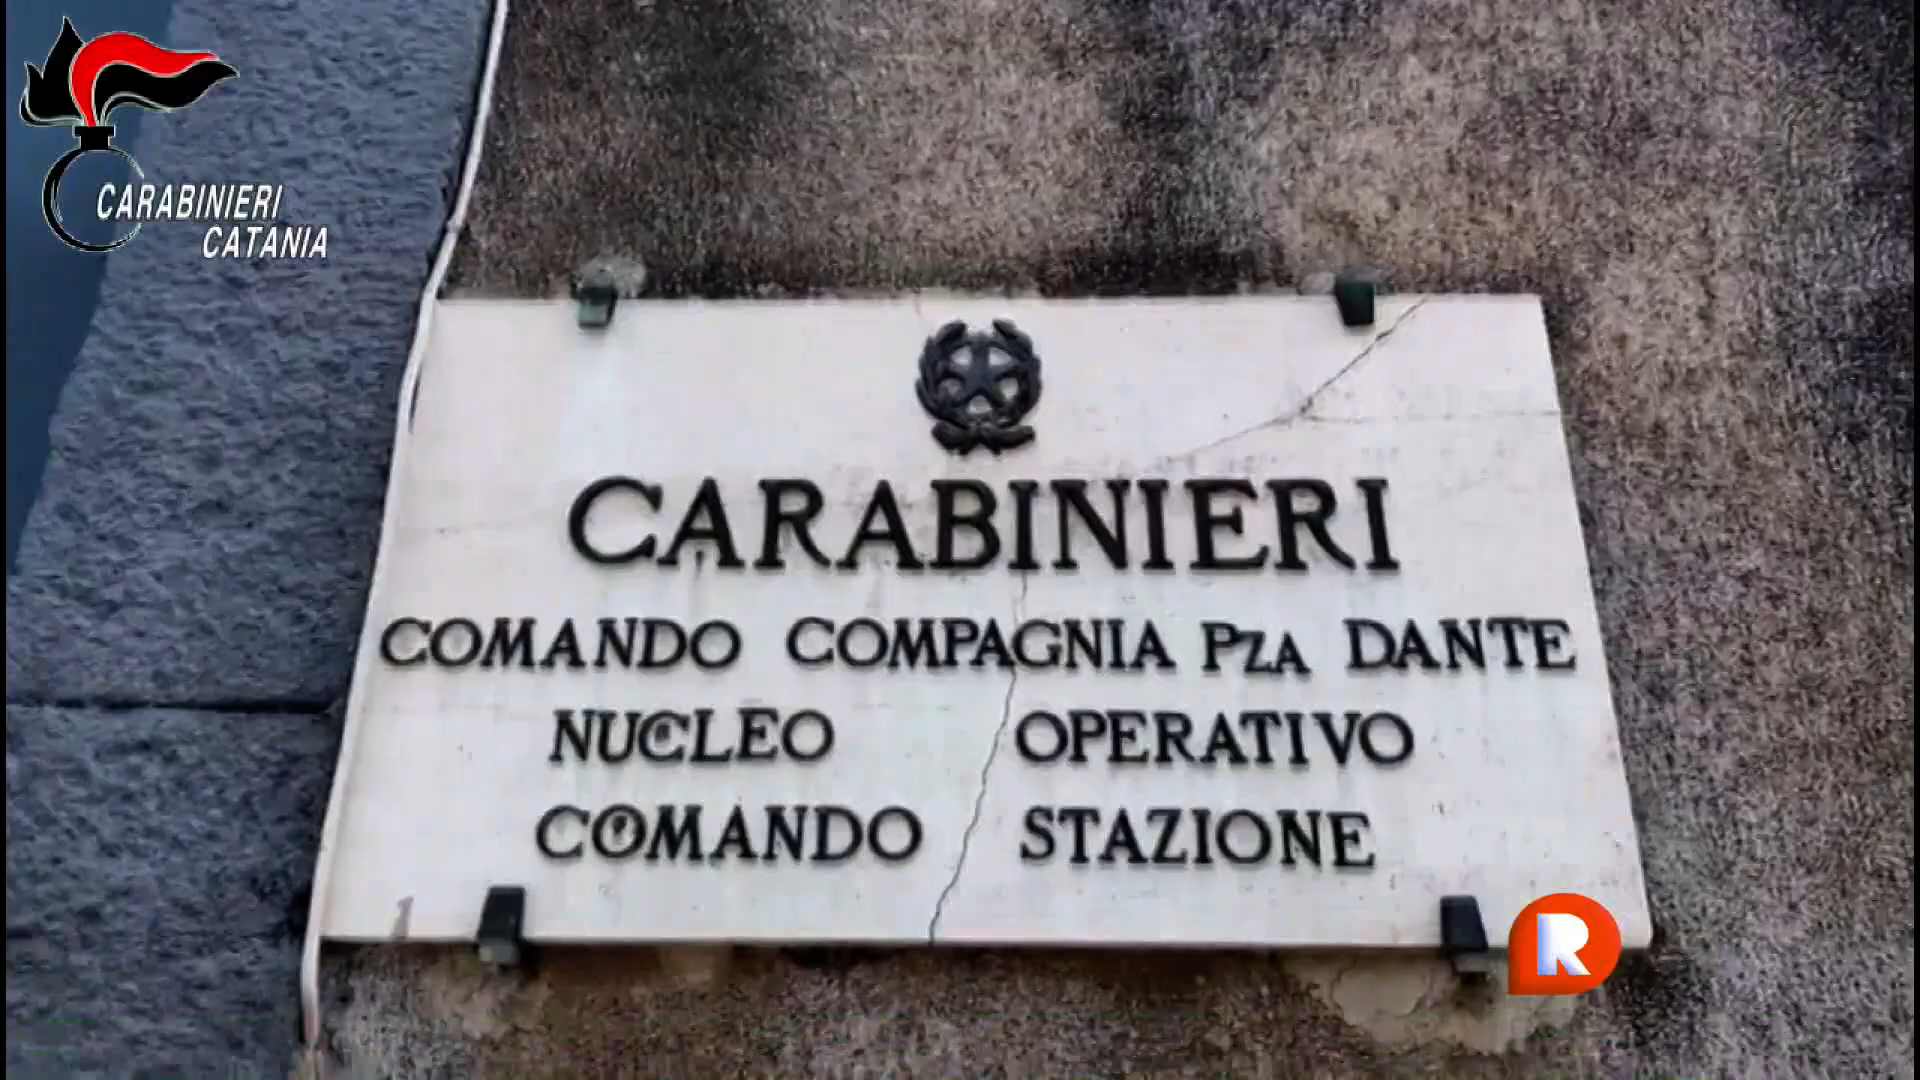 CARABINIERI
CATANIA
CARABINIERI
COMANDO COMPAGNIA PZA DANTE
NUCLEO OPERATIVO
COMANDO STAZIONE
R